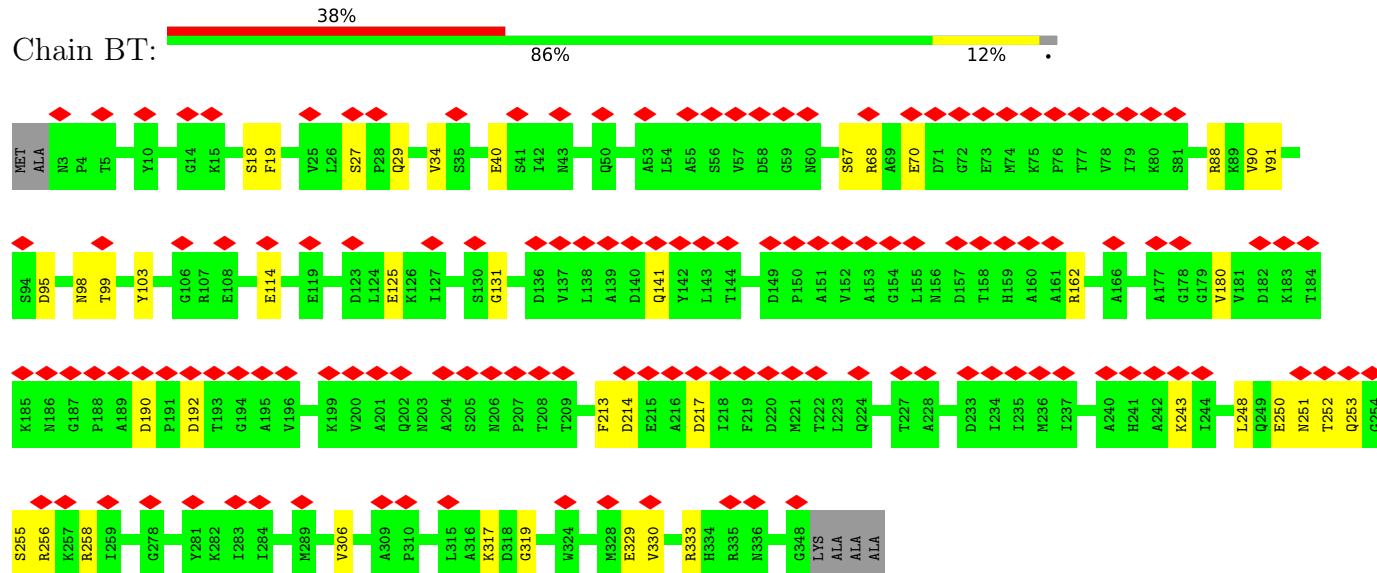 38%
Chain BT:
86% 12% •
MET ALA N3 P4 T5 Y10 G14 K15 S18 F19 V25 L26 S27 P28 Q29 V34 S35 E40 S41 I42 N43 Q50 A53 L54 A55 S56 V57 D58 G59 N60 S67 R68 A69 E70 D71 G72 E73 M74 K75 P76 T77 V78 I79 K80 S81 R88 K89 V90 V91
S94 D95 N98 T99 Y103 G106 R107 E108 E114 E119 D123 L124 E125 K126 I127 S130 G131 D136 V137 L138 A139 D140 Q141 Y142 L143 T144 D149 P150 A151 V152 A153 G154 L155 N156 D157 T158 H159 A160 A161 R162 A166 A177 G178 G179 V180 V181 D182 K183 T184
K185 N186 G187 P188 A189 D190 P191 D192 T193 G194 A195 V196 K199 V200 A201 Q202 N203 A204 S205 N206 P207 T208 T209 F213 D214 E215 A216 D217 I218 F219 D220 M221 T222 L223 Q224 T227 A228 D233 I234 I235 M236 I237 A240 H241 A242 K243 I244 L248 Q249 E250 N251 T252 Q253 G254
S255 R256 K257 R258 I259 G278 Y281 K282 I283 I284 M289 V306 A309 P310 L315 A316 K317 D318 G319 W324 M328 E329 V330 R333 H334 R335 N336 G348 LYS ALA ALA ALA